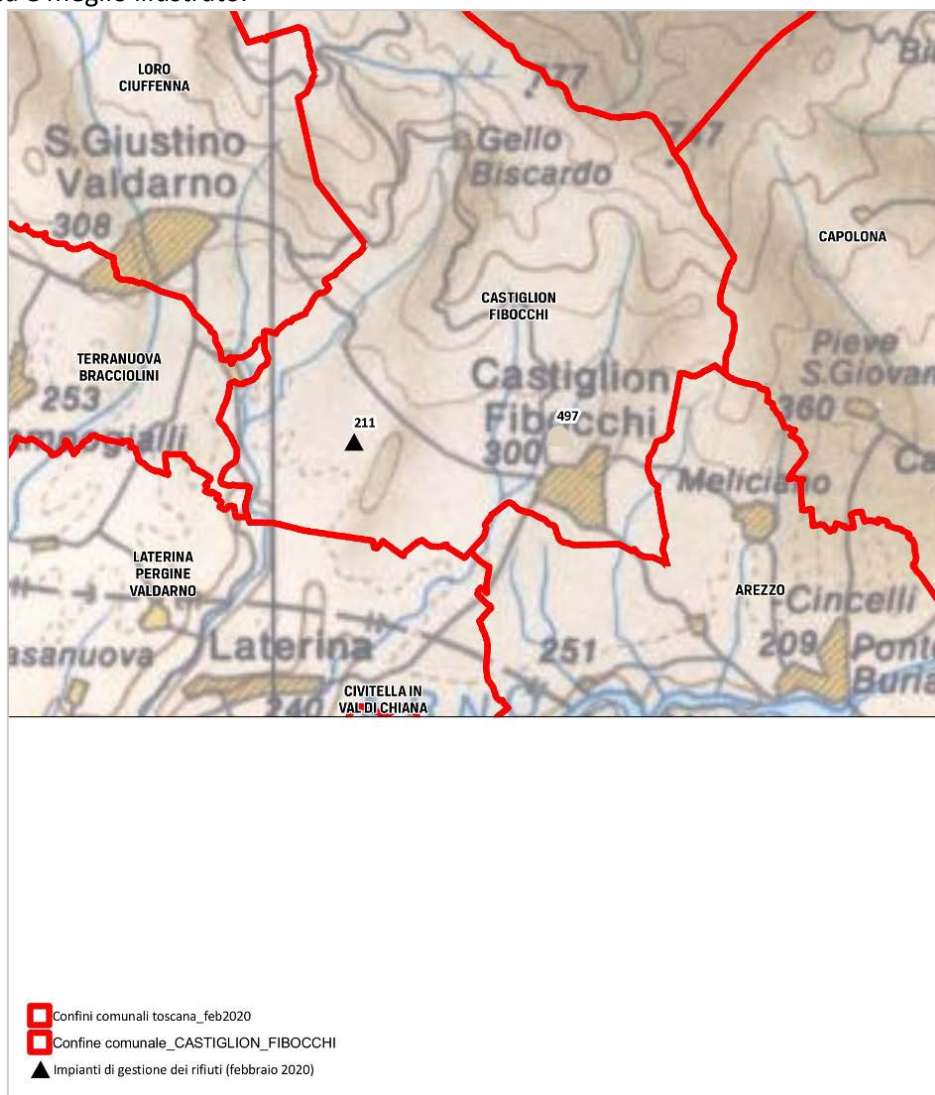 LORO
CIUFFENNA
777
S.Giustino
Valdarno
308
Gello
Biscardo
CAPOLONA
CASTIGLION
FIBOCCHI
TERRANUOVA
BRACCIOLINI
253
Pieve
S.Giovan
Castiglion
Fibocchi
300
360
211
497
Meliciano
LATERINA
PERGINE
VALDARNO
AREZZO
Cincelli
asanuova
Laterina
251
209
Ponte
Buria
240
CIVITELLA IN
VAL DI CHIANA
Confini comunali toscana_feb2020
Confine comunale_CASTIGLION_FIBOCCHI
Impianti di gestione dei rifiuti (febbraio 2020)